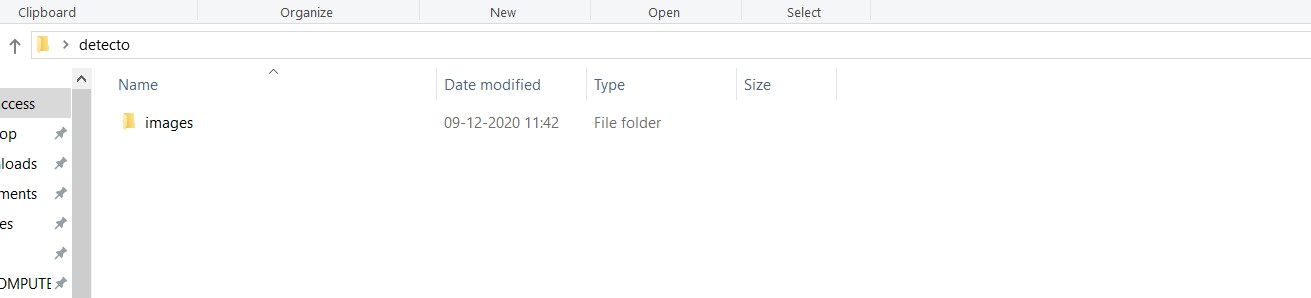 Clipboard Organize New Open Select
detecto
Name Date modified Type Size
ccess
images 09-12-2020 11:42 File folder
op
loads
ments
es
OMPUTE